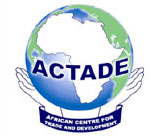 ACTADE
AFRICAN CENTRE FOR
TRADE AND DEVELOPMENT